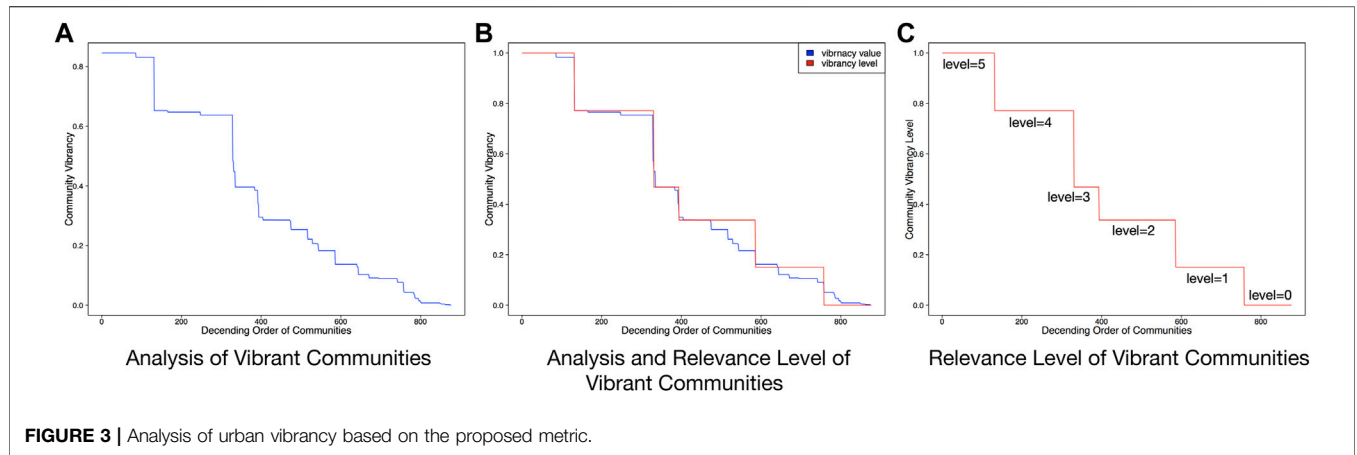 A
0.8
0.6
0.4
0.2
0.0
Community Vibrancy
0 200 400 600 800
Decending Order of Communities
Analysis of Vibrant Communities
B
1.0
0.8
0.6
0.4
0.2
0.0
Community Vibrancy
vibrnacy value
vibrancy level
0 200 400 600 800
Decending Order of Communities
Analysis and Relevance Level of
Vibrant Communities
C
1.0
0.8
0.6
0.4
0.2
0.0
Community Vibrancy Level
level=5
level=4
level=3
level=2
level=1
level=0
0 200 400 600 800
Decending Order of Communities
Relevance Level of Vibrant Communities
FIGURE 3 | Analysis of urban vibrancy based on the proposed metric.